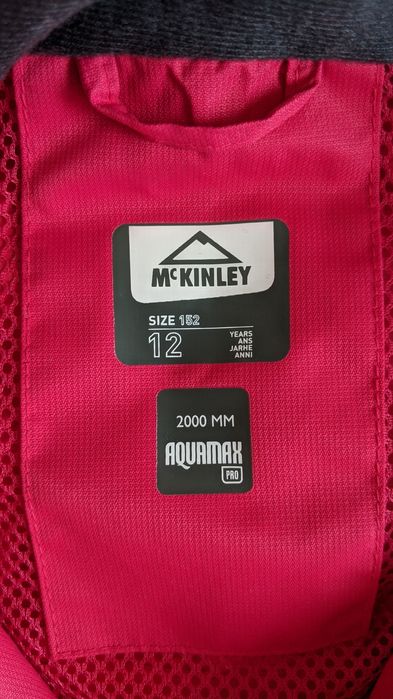 McKINLEY
SIZE 152
12 YEARS
ANS
JARHE
ANNI
2000 MM
AQUAMAX
PRO